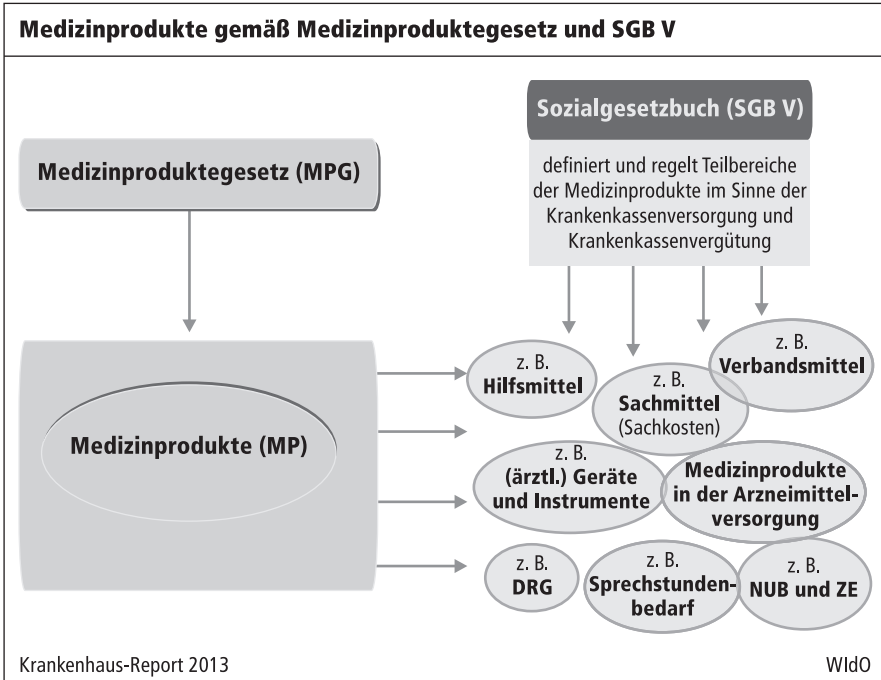 Medizinprodukte gemäß Medizinproduktegesetz und SGB V
Sozialgesetzbuch (SGB V)
definiert und regelt Teilbereiche
der Medizinprodukte im Sinne der
Krankenkassenversorgung und
Krankenkassenvergütung
Medizinproduktegesetz (MPG)
Medizinprodukte (MP)
z. B.
Hilfsmittel
z. B.
Sachmittel
(Sachkosten)
z. B.
Verbandsmittel
z. B.
(ärztl.) Geräte
und Instrumente
Medizinprodukte
in der Arzneimittel-
versorgung
z. B.
DRG
z. B.
Sprechstunden-
bedarf
z. B.
NUB und ZE
Krankenhaus-Report 2013
WIdO